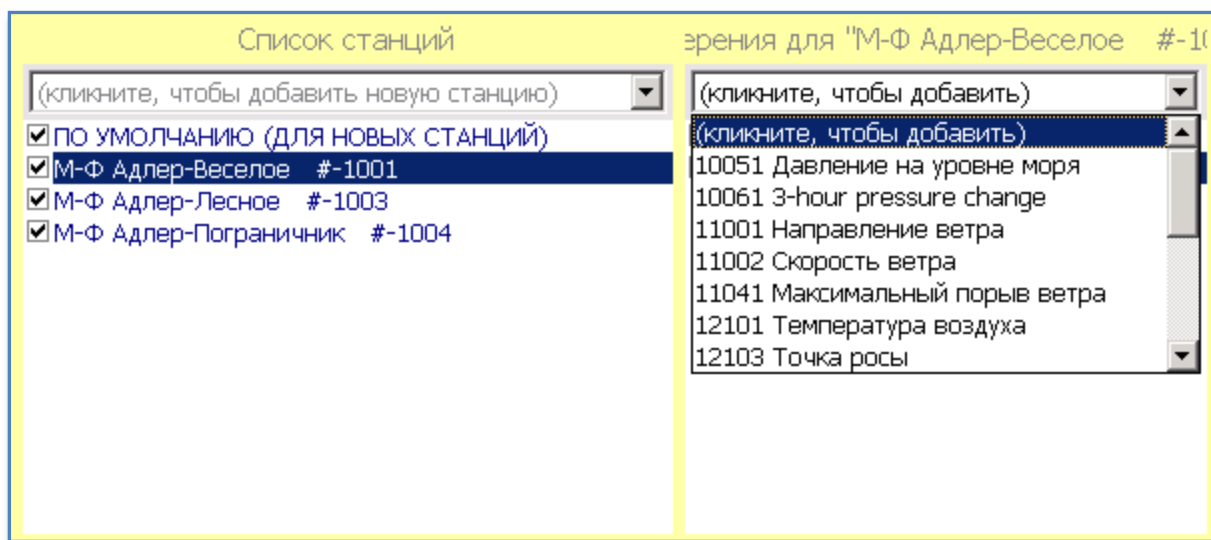 Список станций
(кликните, чтобы добавить новую станцию)
ПО УМОЛЧАНИЮ (ДЛЯ НОВЫХ СТАНЦИЙ)
М-Ф Адлер-Веселое #-1001
М-Ф Адлер-Лесное #-1003
М-Ф Адлер-Пограничник #-1004
ерения для "М-Ф Адлер-Веселое #-10
(кликните, чтобы добавить)
(кликните, чтобы добавить)
10051 Давление на уровне моря
10061 3-hour pressure change
11001 Направление ветра
11002 Скорость ветра
11041 Максимальный порыв ветра
12101 Температура воздуха
12103 Точка росы